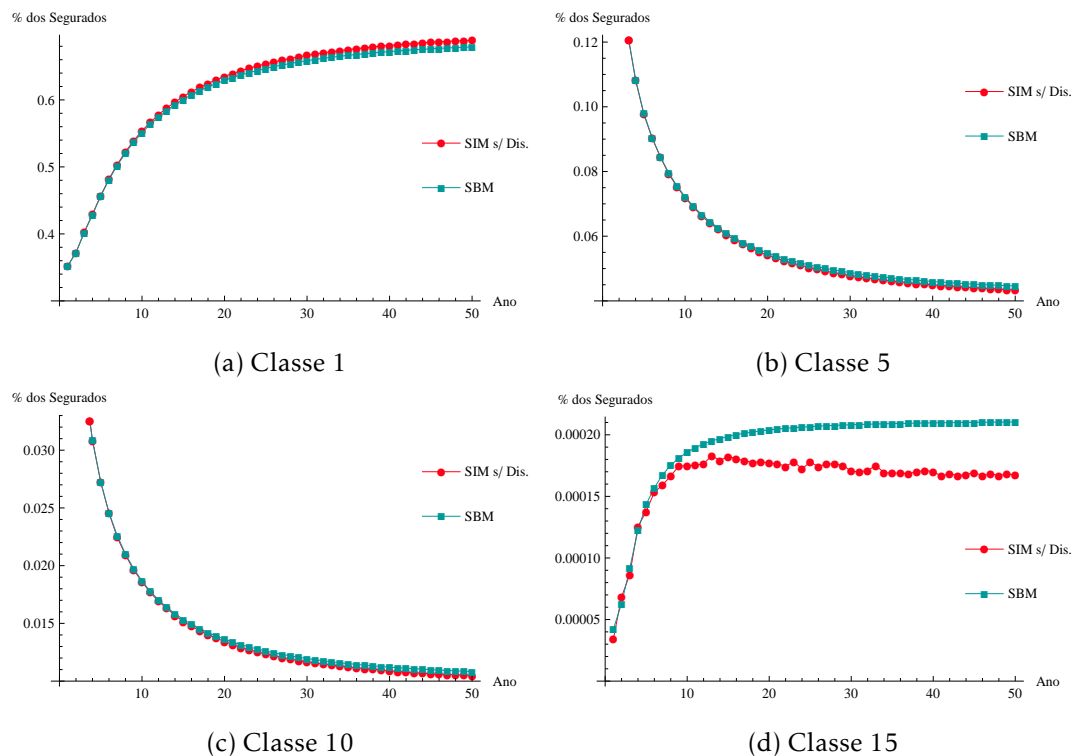 % dos Segurados
0.6
0.5
0.4
10 20 30 40 50
Ano
SIM s/ Dis.
SBM
(a) Classe 1
% dos Segurados
0.12
0.10
0.08
0.06
10 20 30 40 50
Ano
SIM s/ Dis.
SBM
(b) Classe 5
% dos Segurados
0.030
0.025
0.020
0.015
10 20 30 40 50
Ano
SIM s/ Dis.
SBM
(c) Classe 10
% dos Segurados
0.00020
0.00015
0.00010
0.00005
10 20 30 40 50
Ano
SIM s/ Dis.
SBM
(d) Classe 15